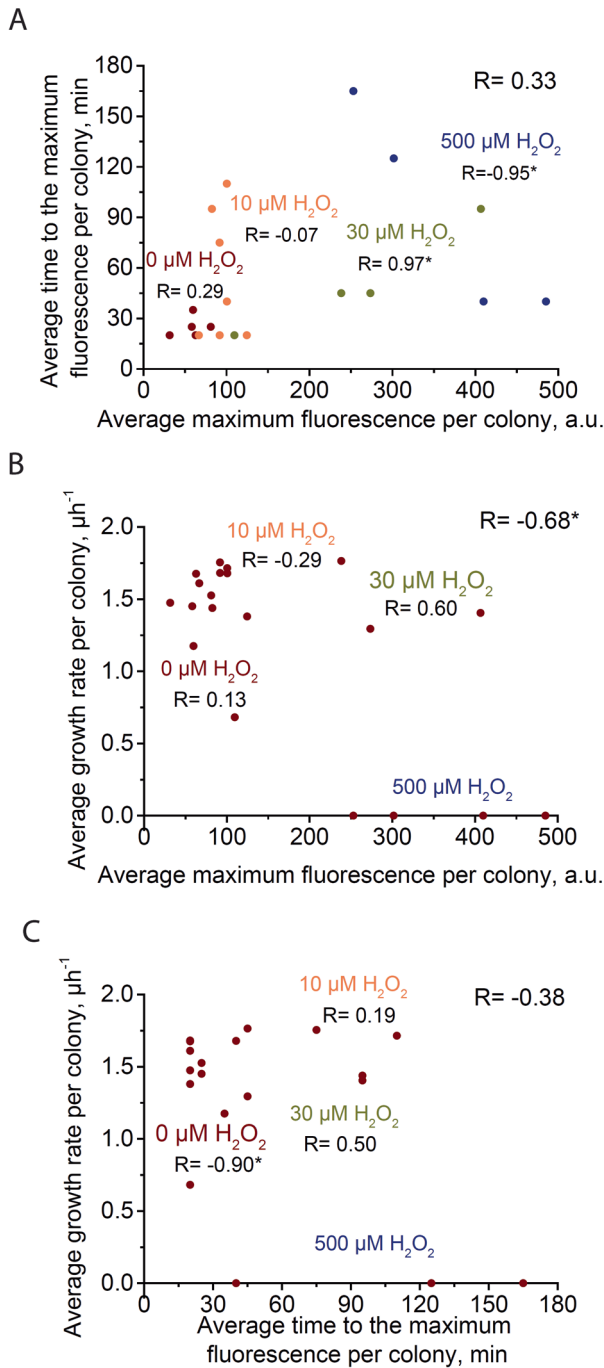 A
Average time to the maximum
fluorescence per colony, min
180
150
120
90
60
30
0
R= 0.33
500 µM H₂O₂
R=-0.95*
10 µM H₂O₂
R= -0.07
30 µM H₂O₂
R= 0.97*
0 µM H₂O₂
R= 0.29
0 100 200 300 400 500
Average maximum fluorescence per colony, a.u.
B
Average growth rate per colony, µh⁻¹
2.0
1.5
1.0
0.5
0.0
R= -0.68*
10 µM H₂O₂
R= -0.29
30 µM H₂O₂
R= 0.60
0 µM H₂O₂
R= 0.13
500 µM H₂O₂
0 100 200 300 400 500
Average maximum fluorescence per colony, a.u.
C
Average growth rate per colony, µh⁻¹
2.0
1.5
1.0
0.5
0.0
R= -0.38
10 µM H₂O₂
R= 0.19
30 µM H₂O₂
R= 0.50
0 µM H₂O₂
R= -0.90*
500 µM H₂O₂
0 30 60 90 120 150 180
Average time to the maximum
fluorescence per colony, min